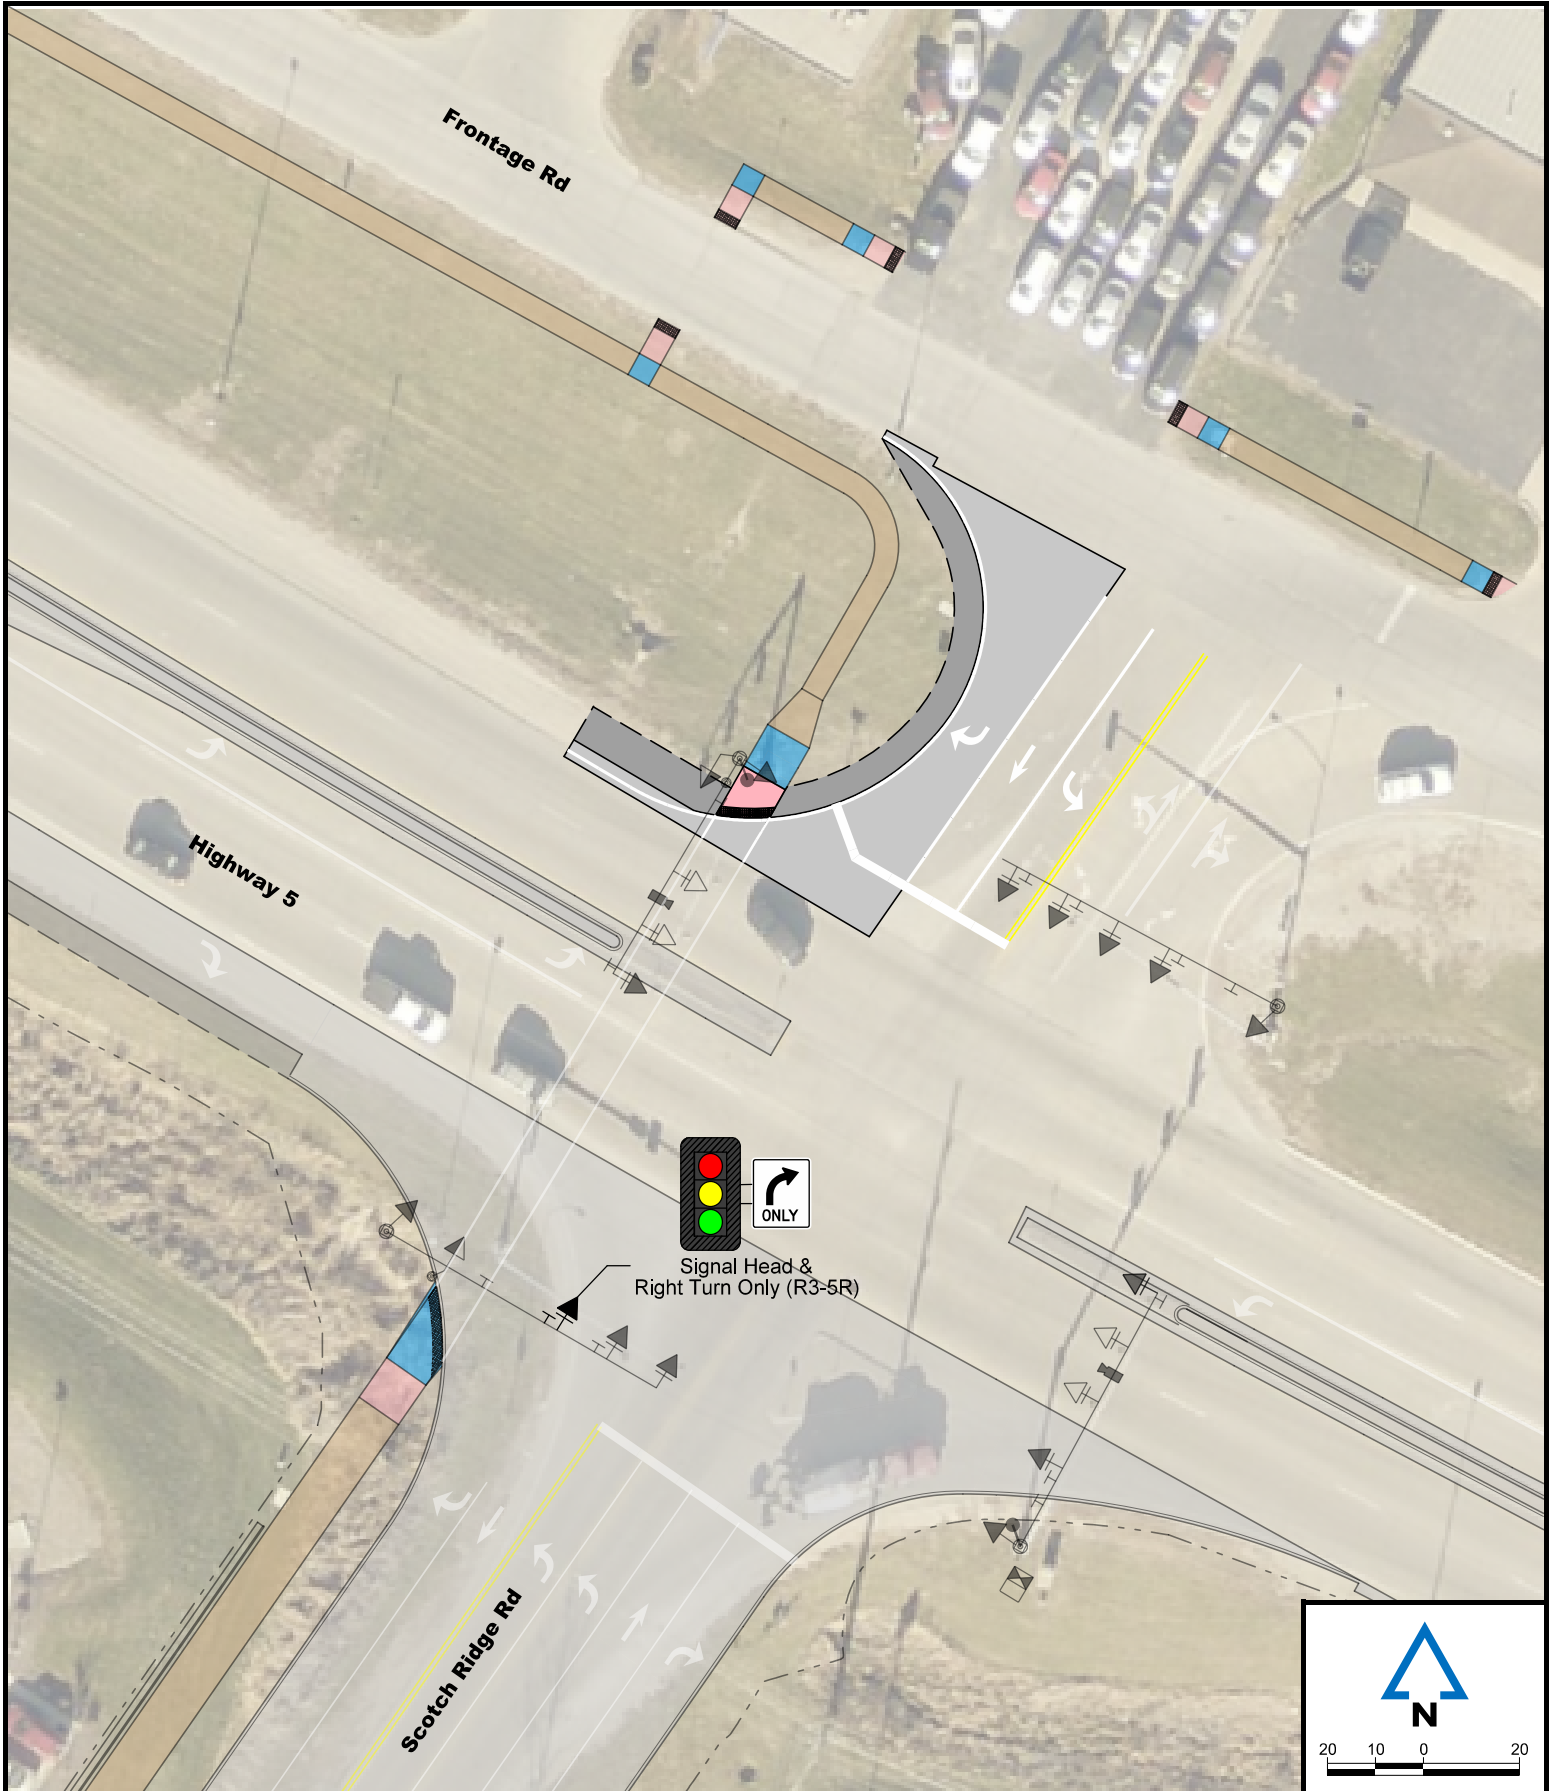 Frontage Rd
Highway 5
ONLY
Signal Head &
Right Turn Only (R3-5R)
Scotch Ridge Rd
N
20 10 0 20